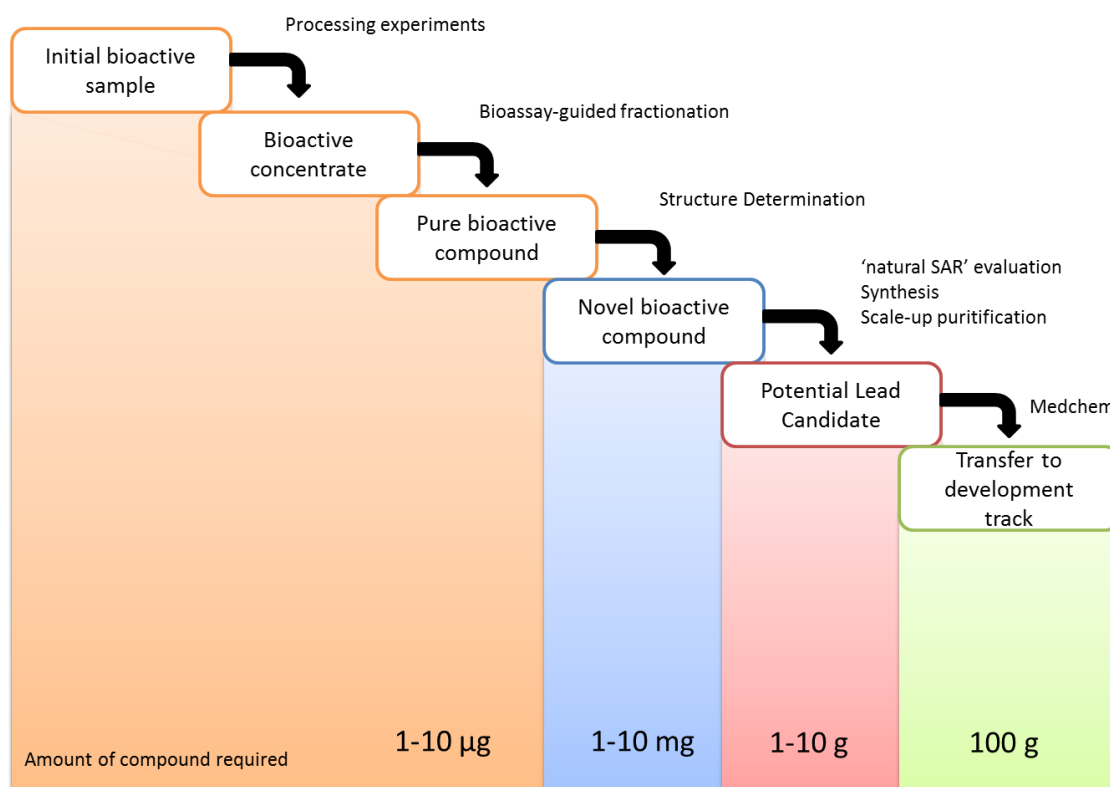 Processing experiments
Initial bioactive
sample
Bioassay-guided fractionation
Bioactive
concentrate
Structure Determination
Pure bioactive
compound
‘natural SAR’ evaluation
Synthesis
Scale-up puritification
Novel bioactive
compound
Potential Lead
Candidate
Medchem
Transfer to
development
track
Amount of compound required
1-10 µg
1-10 mg
1-10 g
100 g